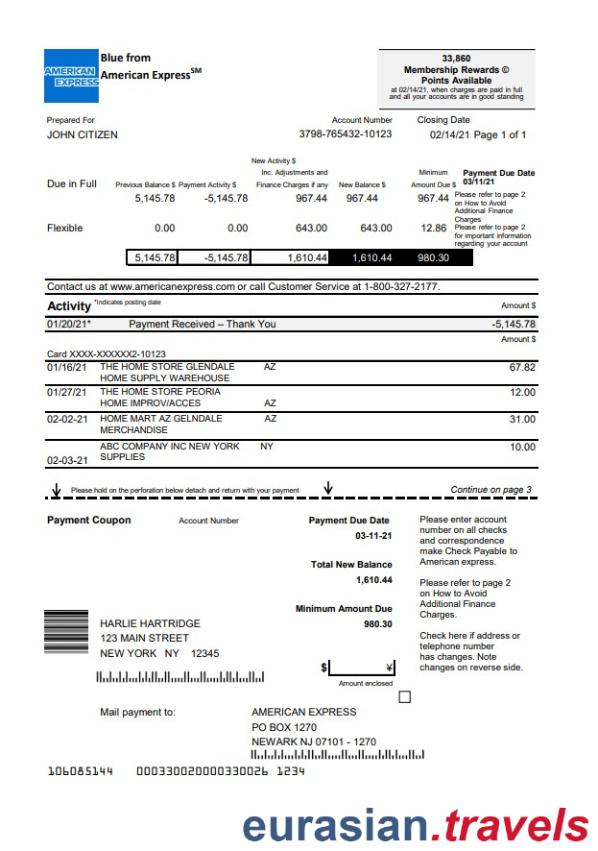 AMERICAN
EXPRESS
Blue from
American Express℠
33,860
Membership Rewards ©
Points Available
at 02/14/21, when charges are paid in full
and all your accounts are in good standing
Prepared For
JOHN CITIZEN
Account Number
3798-765432-10123
Closing Date
02/14/21 Page 1 of 1
Due in Full
Previous Balance $ Payment Activity $
New Activity $
Inc. Adjustments and
Finance Charges if any
New Balance $
Minimum
Amount Due $
Payment Due Date
03/11/21
5,145.78 -5,145.78 967.44 967.44 967.44
Please refer to page 2
on How to Avoid
Additional Finance
Charges
Flexible 0.00 0.00 643.00 643.00 12.86
Please refer to page 2
for important information
regarding your account
5,145.78 -5,145.78 1,610.44 1,610.44 980.30
Contact us at www.americanexpress.com or call Customer Service at 1-800-327-2177.
Activity *Indicates posting date Amount $
01/20/21* Payment Received – Thank You -5,145.78
Amount $
Card XXXX-XXXXXX2-10123
01/16/21 THE HOME STORE GLENDALE AZ 67.82
HOME SUPPLY WAREHOUSE
01/27/21 THE HOME STORE PEORIA 12.00
HOME IMPROV/ACCES AZ
02-02-21 HOME MART AZ GELNDALE AZ 31.00
MERCHANDISE
ABC COMPANY INC NEW YORK NY 10.00
02-03-21 SUPPLIES
Please hold on the perforation below detach and return with your payment
Continue on page 3
Payment Coupon
Account Number
Payment Due Date
03-11-21
Total New Balance
1,610.44
Minimum Amount Due
980.30
Please enter account
number on all checks
and correspondence
make Check Payable to
American express.
Please refer to page 2
on How to Avoid
Additional Finance
Charges.
Check here if address or
telephone number
has changes. Note
changes on reverse side.
HARLIE HARTRIDGE
123 MAIN STREET
NEW YORK NY 12345
$ ¥
Amount enclosed
Mail payment to:
AMERICAN EXPRESS
PO BOX 1270
NEWARK NJ 07101 - 1270
106085144 000330020000330026 1234
eurasian.travels